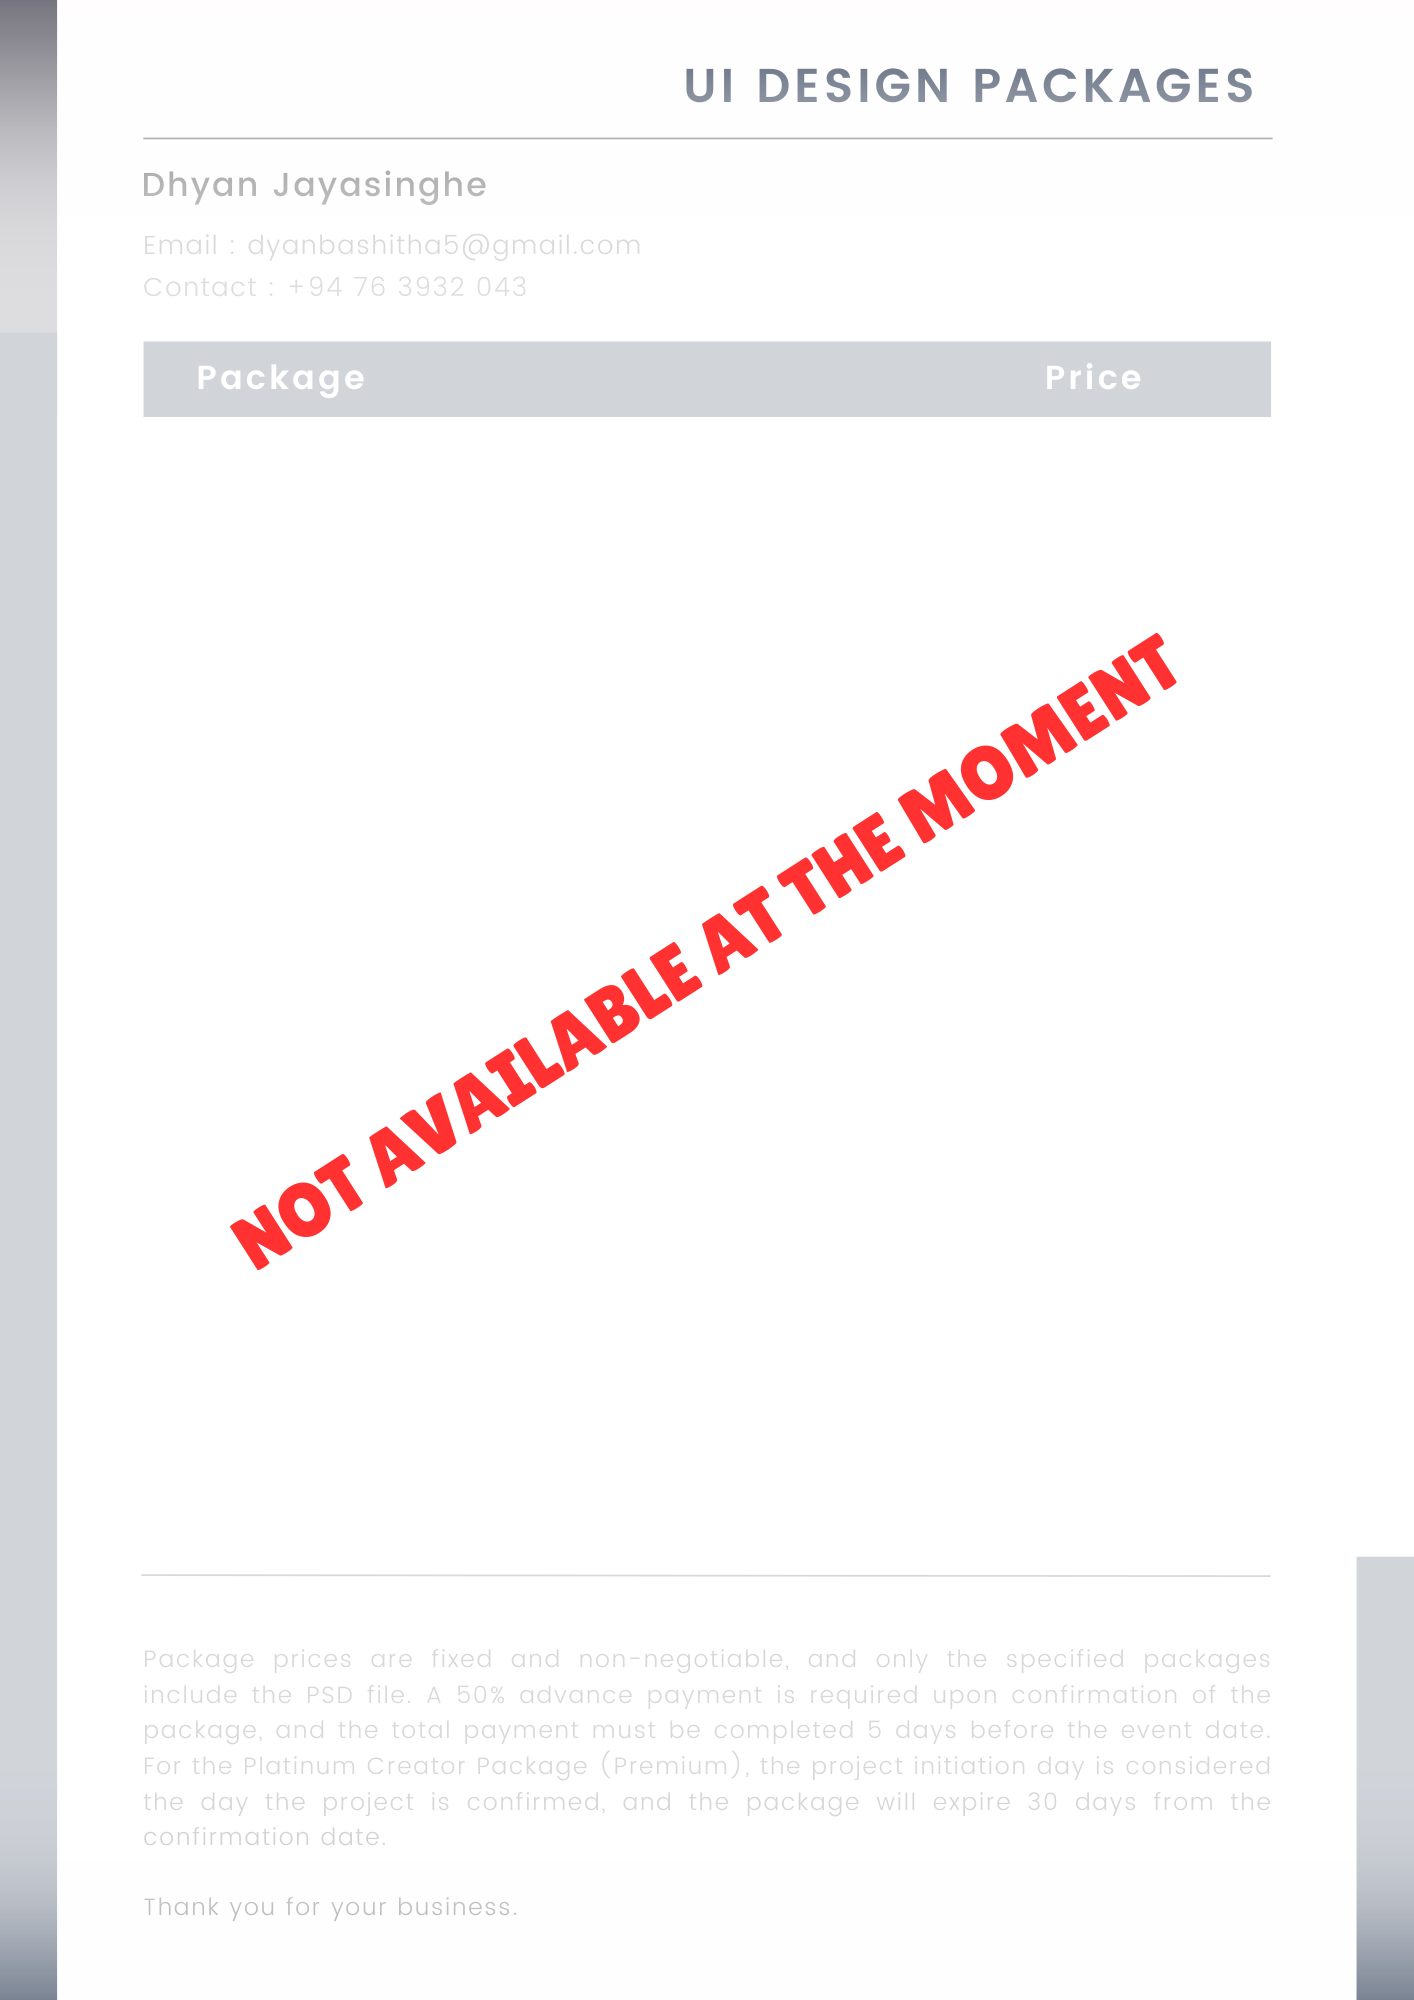 UI DESIGN PACKAGES
Dhyan Jayasinghe
Email : dyanbashitha5@gmail.com
Contact : +94 76 3932 043
Package Price
NOT AVAILABLE AT THE MOMENT
Package prices are fixed and non-negotiable, and only the specified packages
include the PSD file. A 50% advance payment is required upon confirmation of the
package, and the total payment must be completed 5 days before the event date.
For the Platinum Creator Package (Premium), the project initiation day is considered
the day the project is confirmed, and the package will expire 30 days from the
confirmation date.
Thank you for your business.